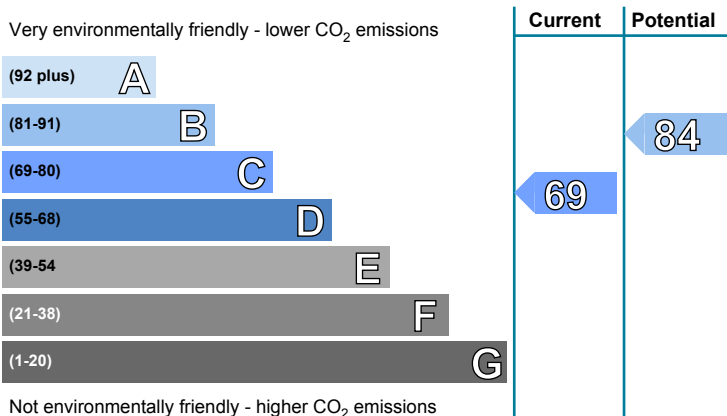 Very environmentally friendly - lower CO2 emissions
Current
Potential
(92 plus) A
(81-91) B
84
(69-80) C
69
(55-68) D
(39-54 E
(21-38) F
(1-20) G
Not environmentally friendly - higher CO2 emissions